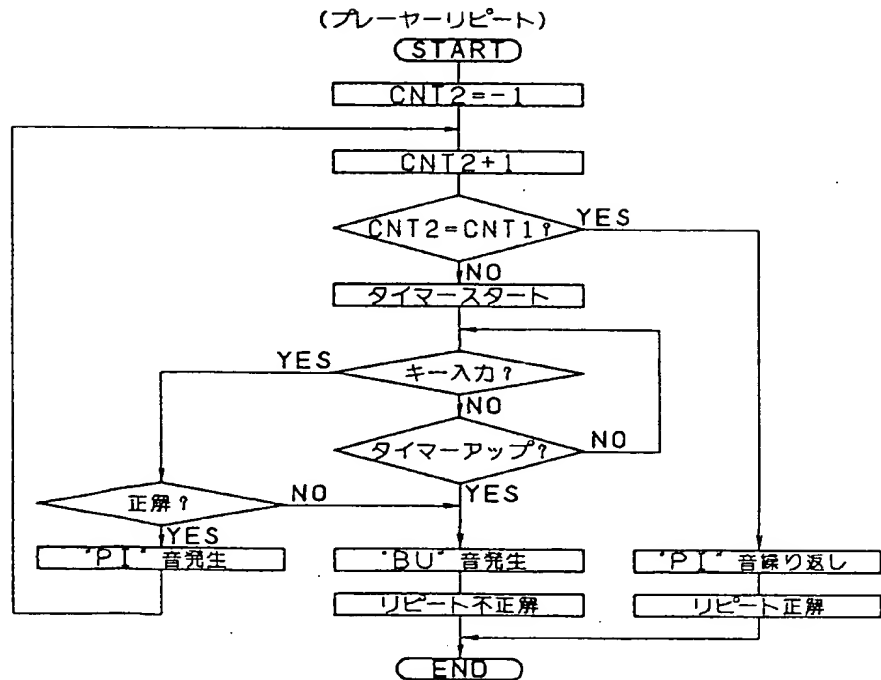 (プレーヤーリピート)
START
CNT2=-1
CNT2+1
CNT2=CNT1?
YES
NO
タイマースタート
YES
キー入力?
NO
タイマーアップ?
NO
YES
正解?
NO
YES
"PI" 音発生
"BU" 音発生
"PI" 音繰り返し
リピート不正解
リピート正解
END